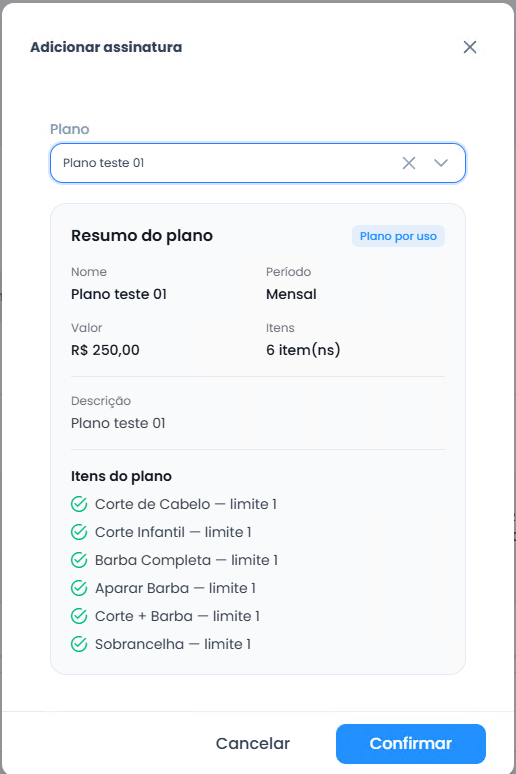 Adicionar assinatura
Plano
Plano teste 01
Resumo do plano
Plano por uso
Nome
Período
Plano teste 01
Mensal
Valor
Itens
R$ 250,00
6 item(ns)
Descrição
Plano teste 01
Itens do plano
Corte de Cabelo — limite 1
Corte Infantil — limite 1
Barba Completa — limite 1
Aparar Barba — limite 1
Corte + Barba — limite 1
Sobrancelha — limite 1
Cancelar
Confirmar